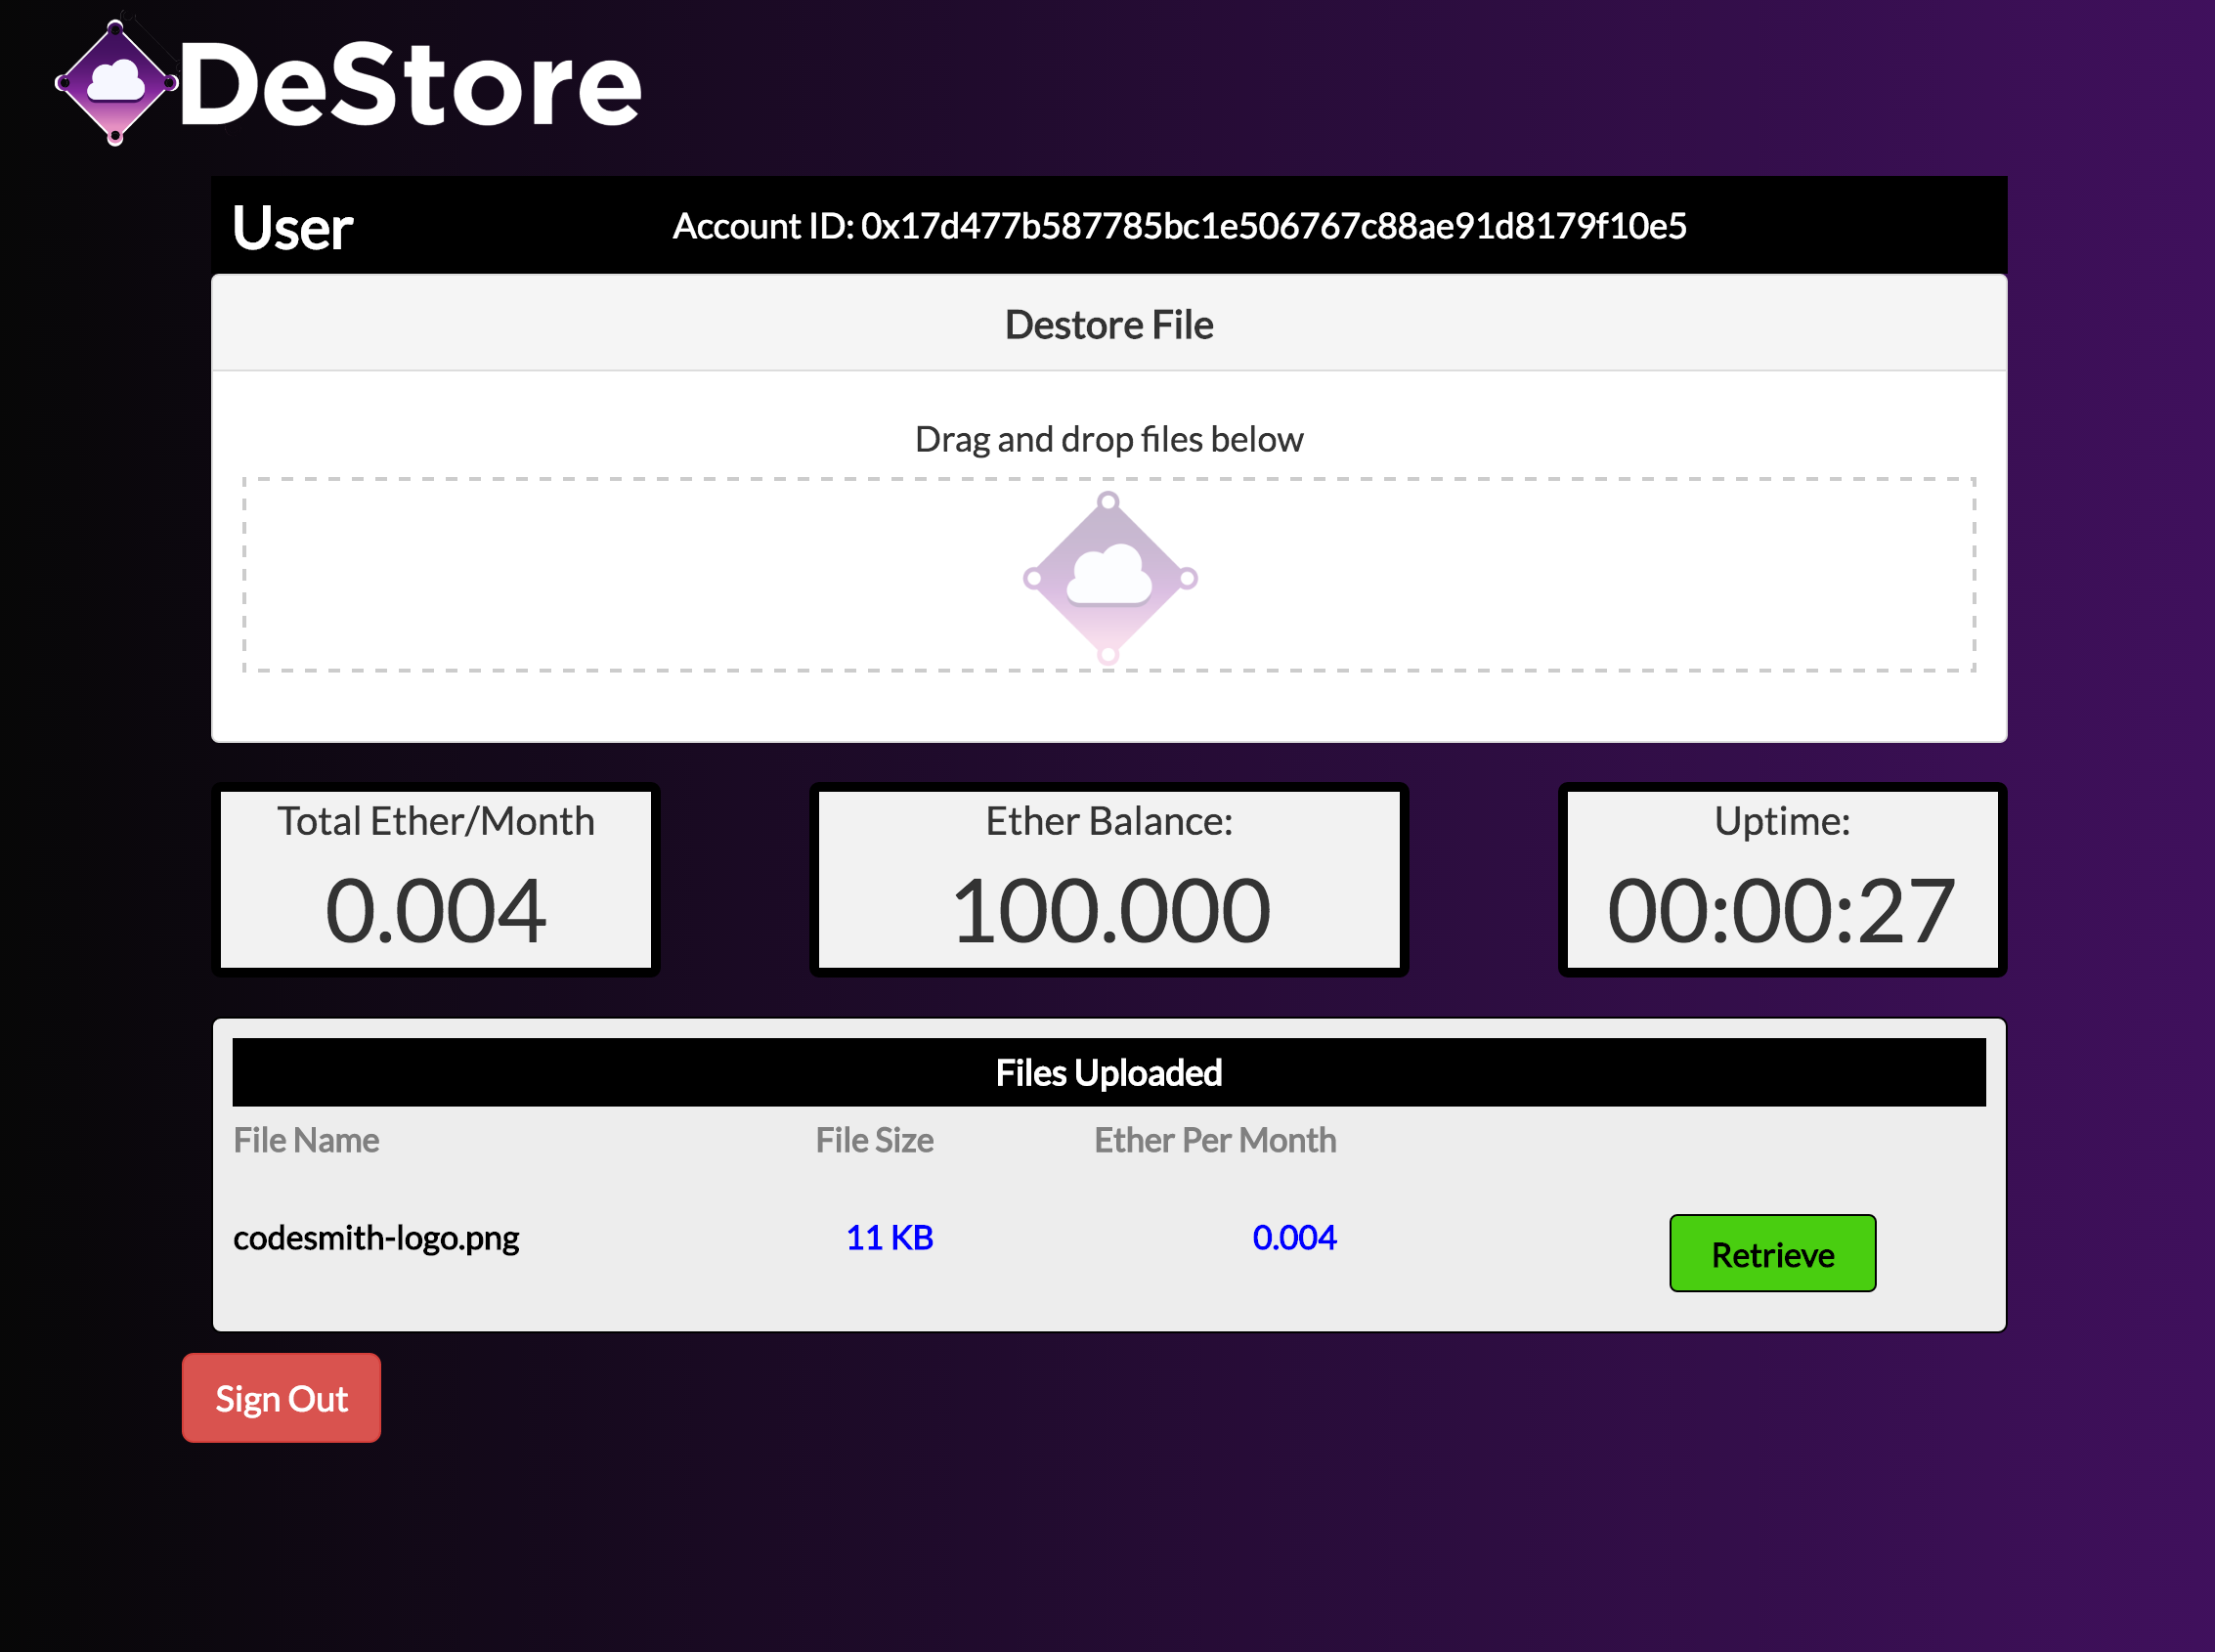 DeStore
User
Account ID: 0x17d477b587785bc1e506767c88ae91d8179f10e5
Destore File
Drag and drop files below
Total Ether/Month
Ether Balance:
Uptime:
0.004
100.000
00:00:27
Files Uploaded
File Name File Size Ether Per Month
codesmith-logo.png 11 KB 0.004 Retrieve
Sign Out